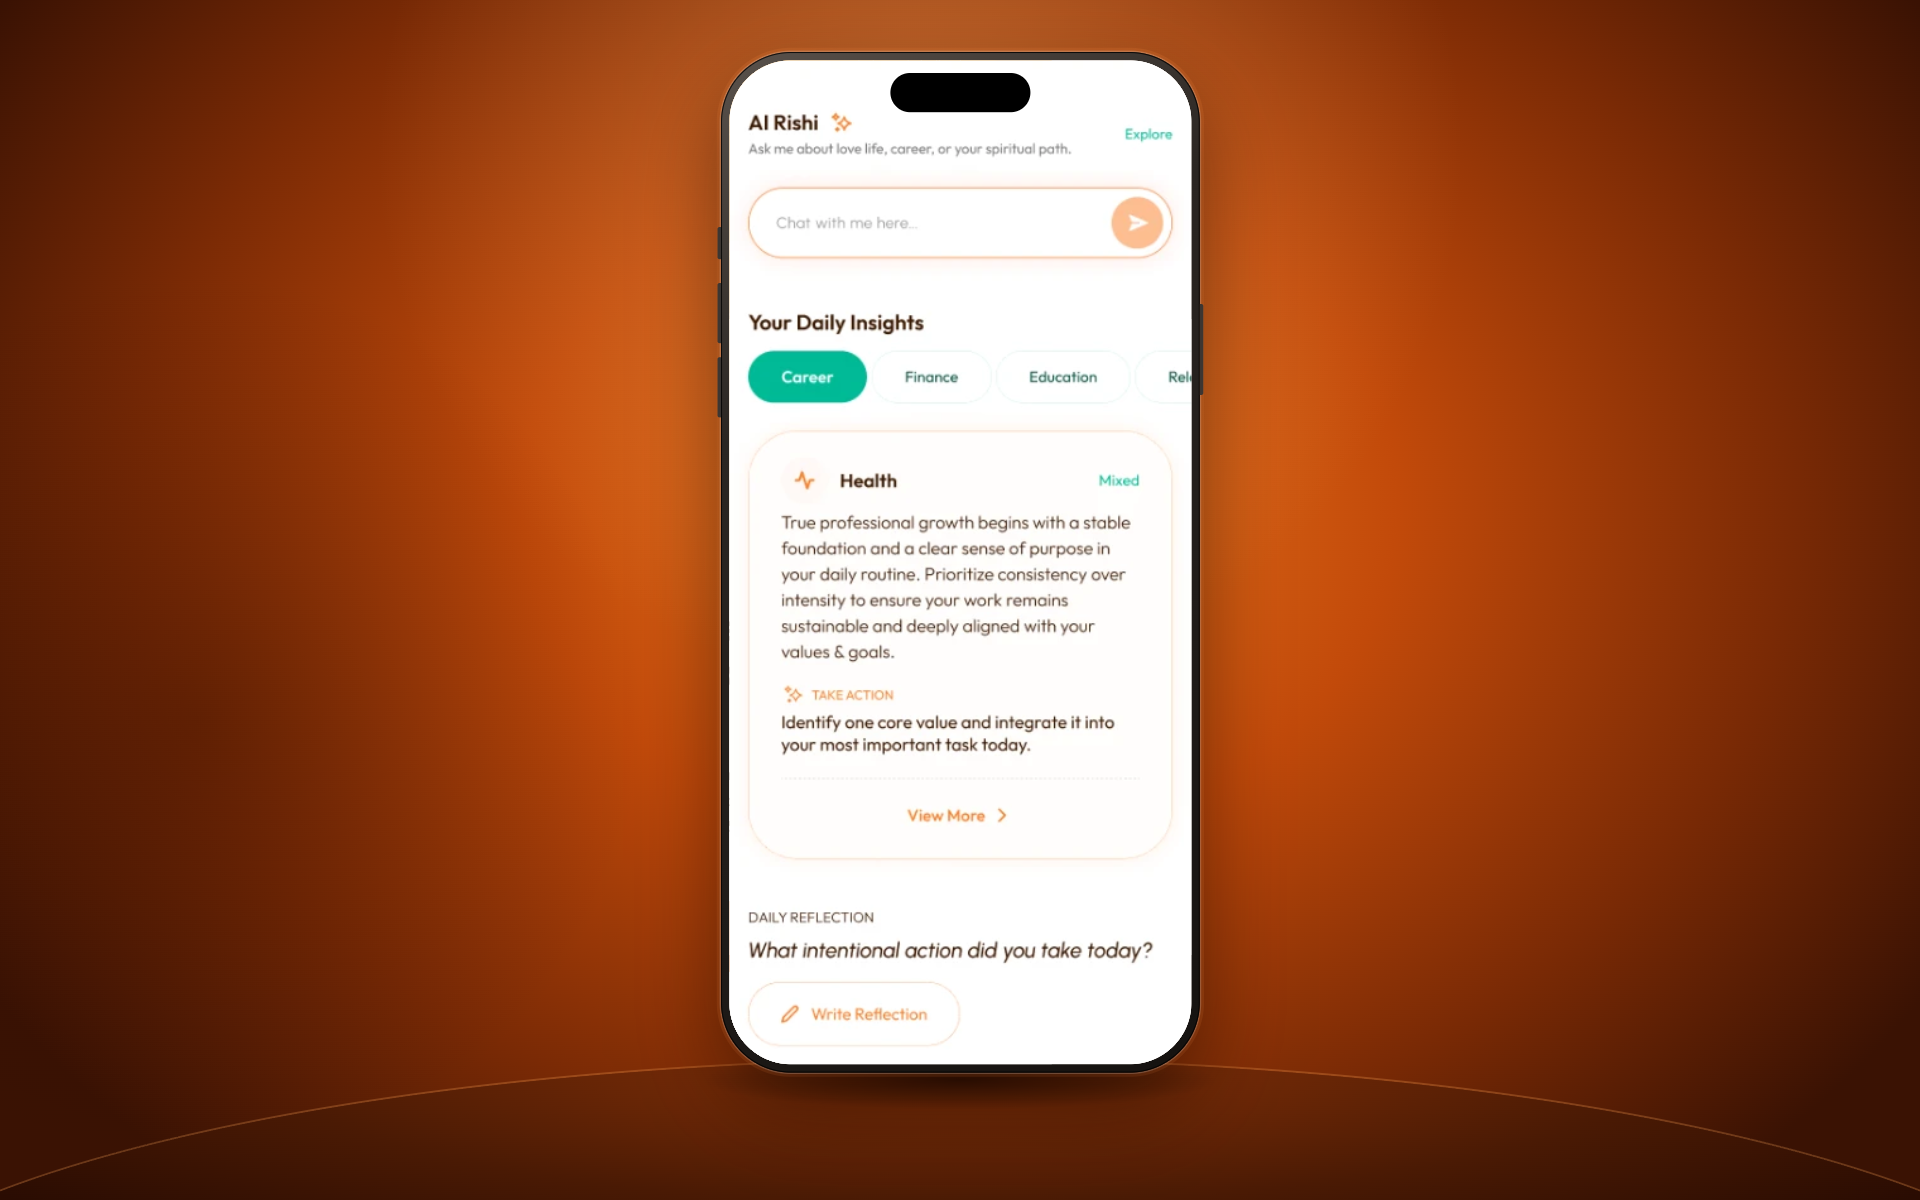 AI Rishi
Explore
Ask me about love life, career, or your spiritual path.
Chat with me here...
Your Daily Insights
Career
Finance
Education
Health
Mixed
True professional growth begins with a stable
foundation and a clear sense of purpose in
your daily routine. Prioritize consistency over
intensity to ensure your work remains
sustainable and deeply aligned with your
values & goals.
TAKE ACTION
Identify one core value and integrate it into
your most important task today.
View More
DAILY REFLECTION
What intentional action did you take today?
Write Reflection